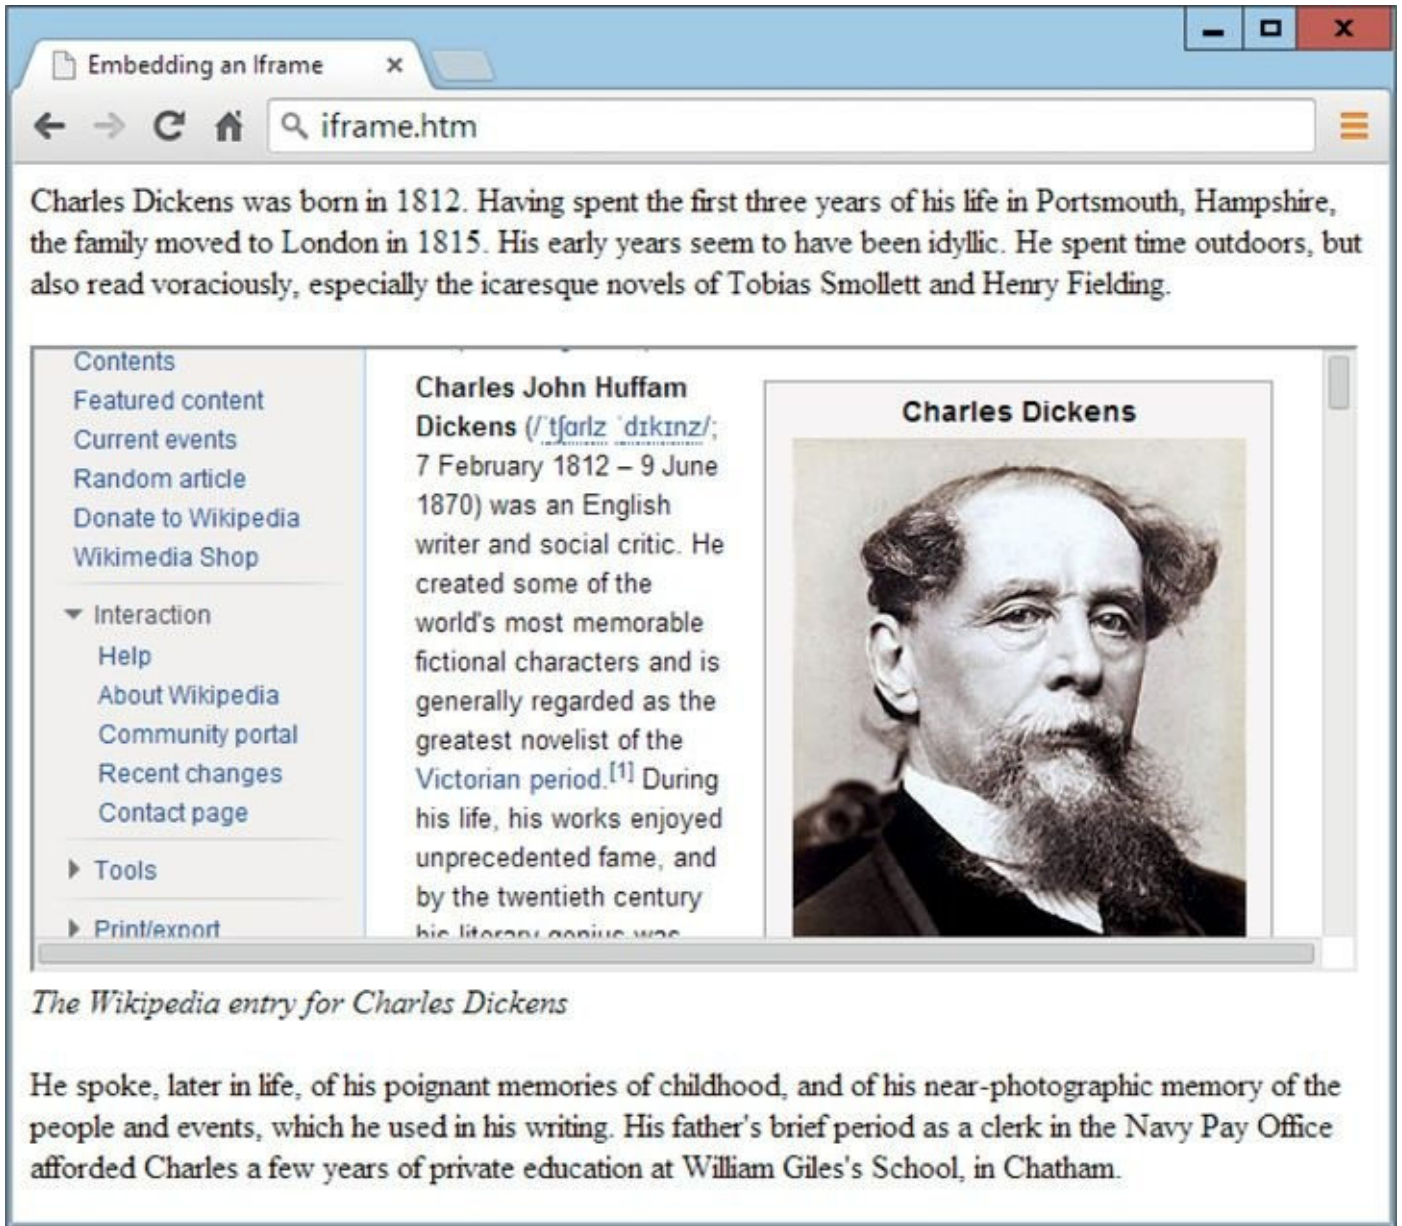 Embedding an Iframe
iframe.htm
Charles Dickens was born in 1812. Having spent the first three years of his life in Portsmouth, Hampshire,
the family moved to London in 1815. His early years seem to have been idyllic. He spent time outdoors, but
also read voraciously, especially the icaresque novels of Tobias Smollett and Henry Fielding.
Contents
Featured content
Current events
Random article
Donate to Wikipedia
Wikimedia Shop
Interaction
Help
About Wikipedia
Community portal
Recent changes
Contact page
Tools
Print/export
Charles John Huffam
Dickens (/ˈtʃɑrlz ˈdɪkɪnz/;
7 February 1812 – 9 June
1870) was an English
writer and social critic. He
created some of the
world's most memorable
fictional characters and is
generally regarded as the
greatest novelist of the
Victorian period.[1] During
his life, his works enjoyed
unprecedented fame, and
by the twentieth century
his literary genius was
Charles Dickens
The Wikipedia entry for Charles Dickens
He spoke, later in life, of his poignant memories of childhood, and of his near-photographic memory of the
people and events, which he used in his writing. His father's brief period as a clerk in the Navy Pay Office
afforded Charles a few years of private education at William Giles's School, in Chatham.